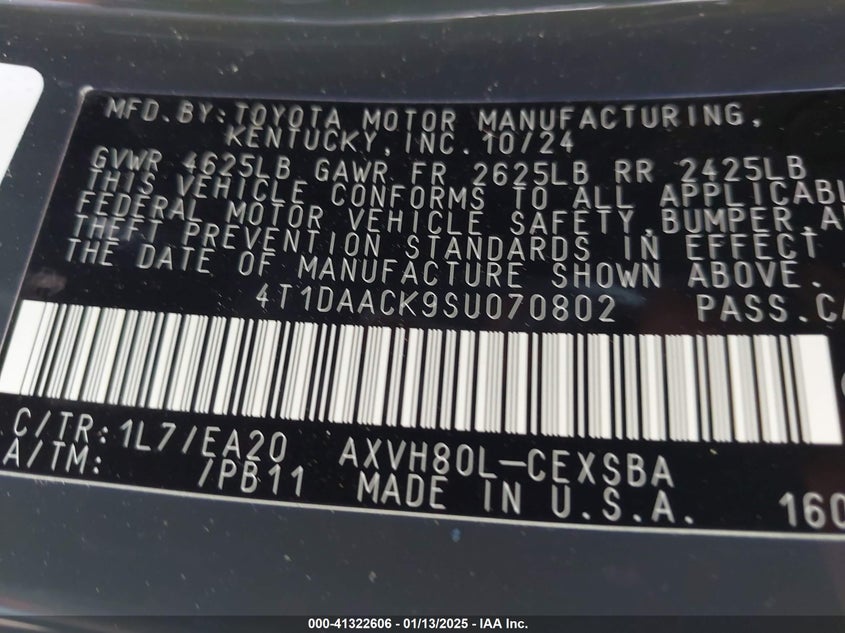 MFD.BY:TOYOTA MOTOR MANUFACTURING,
KENTUCKY, INC. 10/24
GVWR 4625LB GAWR FR 2625LB RR 2425LB
THIS VEHICLE CONFORMS TO ALL APPLICABL
FEDERAL MOTOR VEHICLE SAFETY,BUMPER,A
THEFT PREVENTION STANDARDS IN EFFECT
THE DATE OF MANUFACTURE SHOWN ABOVE.
4T1DAACK9SU070802 PASS.CA
C/TR: 1L7/EA20 AXVH80L-CEXSBA
A/TM: /PB11 MADE IN U.S.A. 160
000-41322606 — 01/13/2025 — IAA Inc.